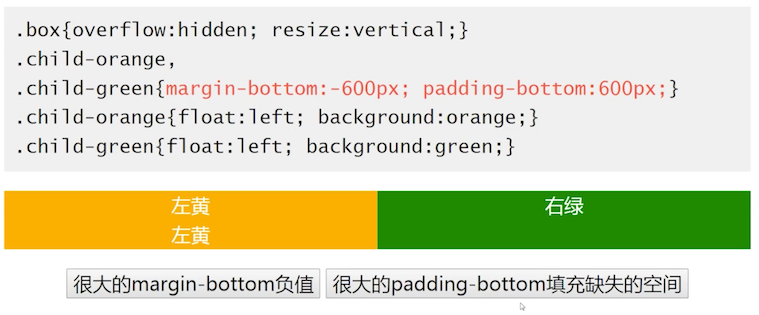 .box{overflow:hidden; resize:vertical;}
.child-orange,
.child-green{margin-bottom:-600px; padding-bottom:600px;}
.child-orange{float:left; background:orange;}
.child-green{float:left; background:green;}
左黄 右绿
左黄
很大的margin-bottom负值 很大的padding-bottom填充缺失的空间